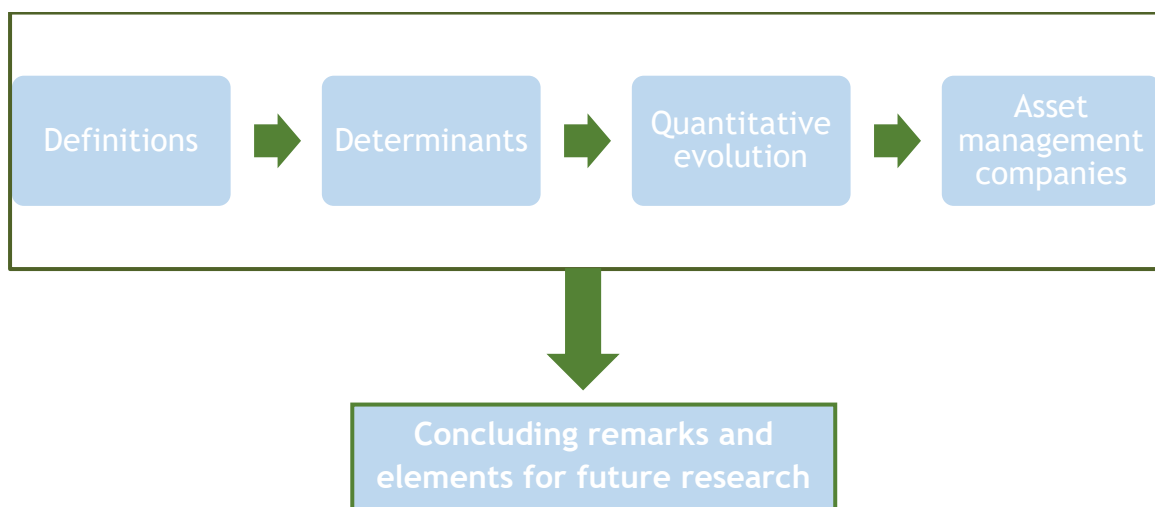 Definitions
Determinants
Quantitative
evolution
Asset
management
companies
Concluding remarks and
elements for future research